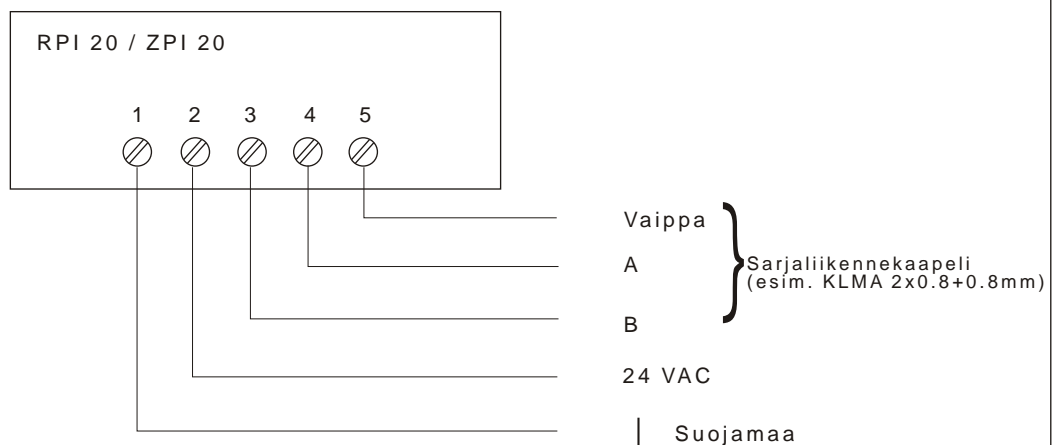 RPI 20 / ZPI 20
1 2 3 4 5
Vaippa
A
Sarjaliikennekaapeli
(esim. KLMA 2x0.8+0.8mm)
B
24 VAC
Suojamaa